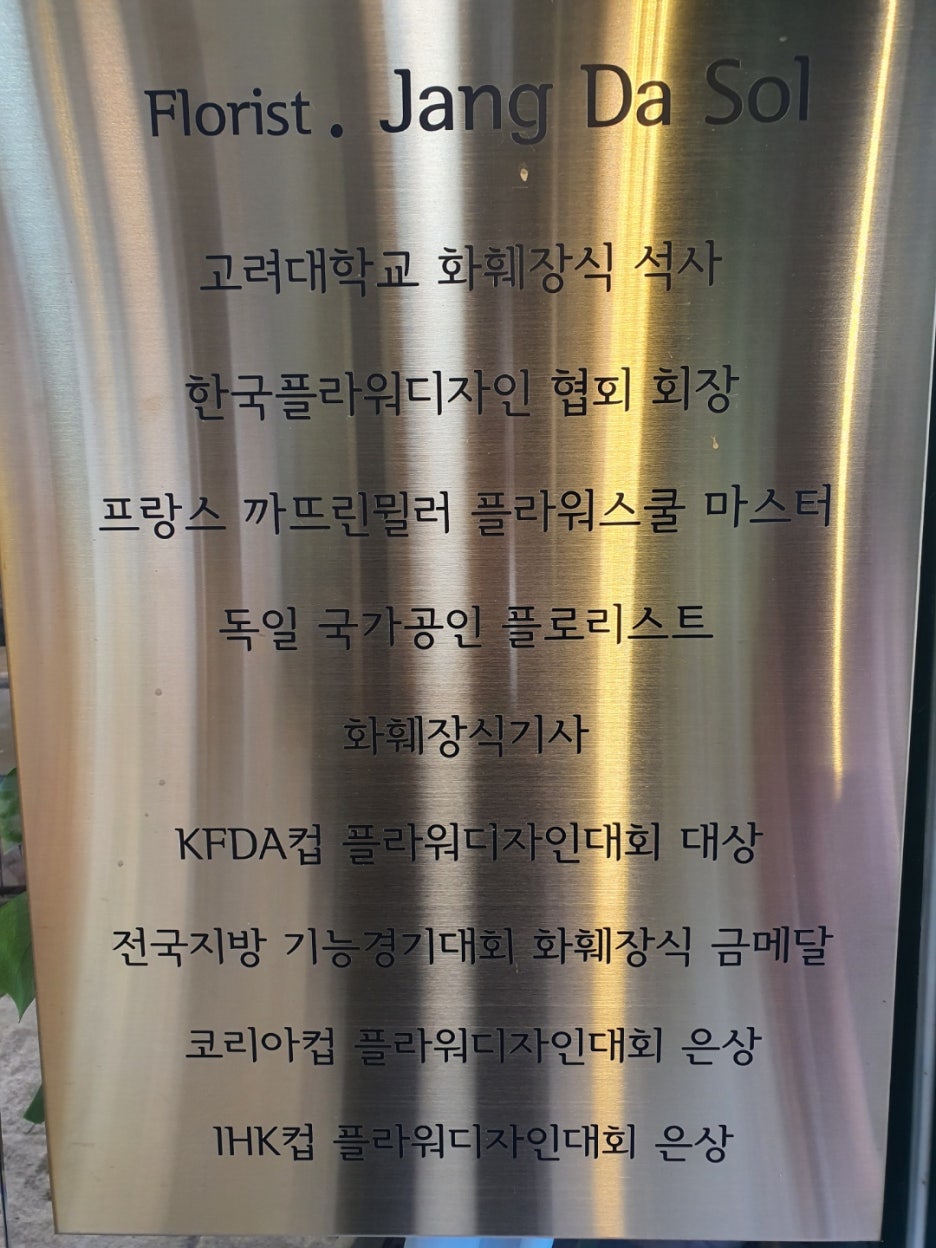 Florist . Jang Da Sol
고려대학교 화훼장식 석사
한국플라워디자인 협회 회장
프랑스 까뜨린뮐러 플라워스쿨 마스터
독일 국가공인 플로리스트
화훼장식기사
KFDA컵 플라워디자인대회 대상
전국지방 기능경기대회 화훼장식 금메달
코리아컵 플라워디자인대회 은상
IHK컵 플라워디자인대회 은상